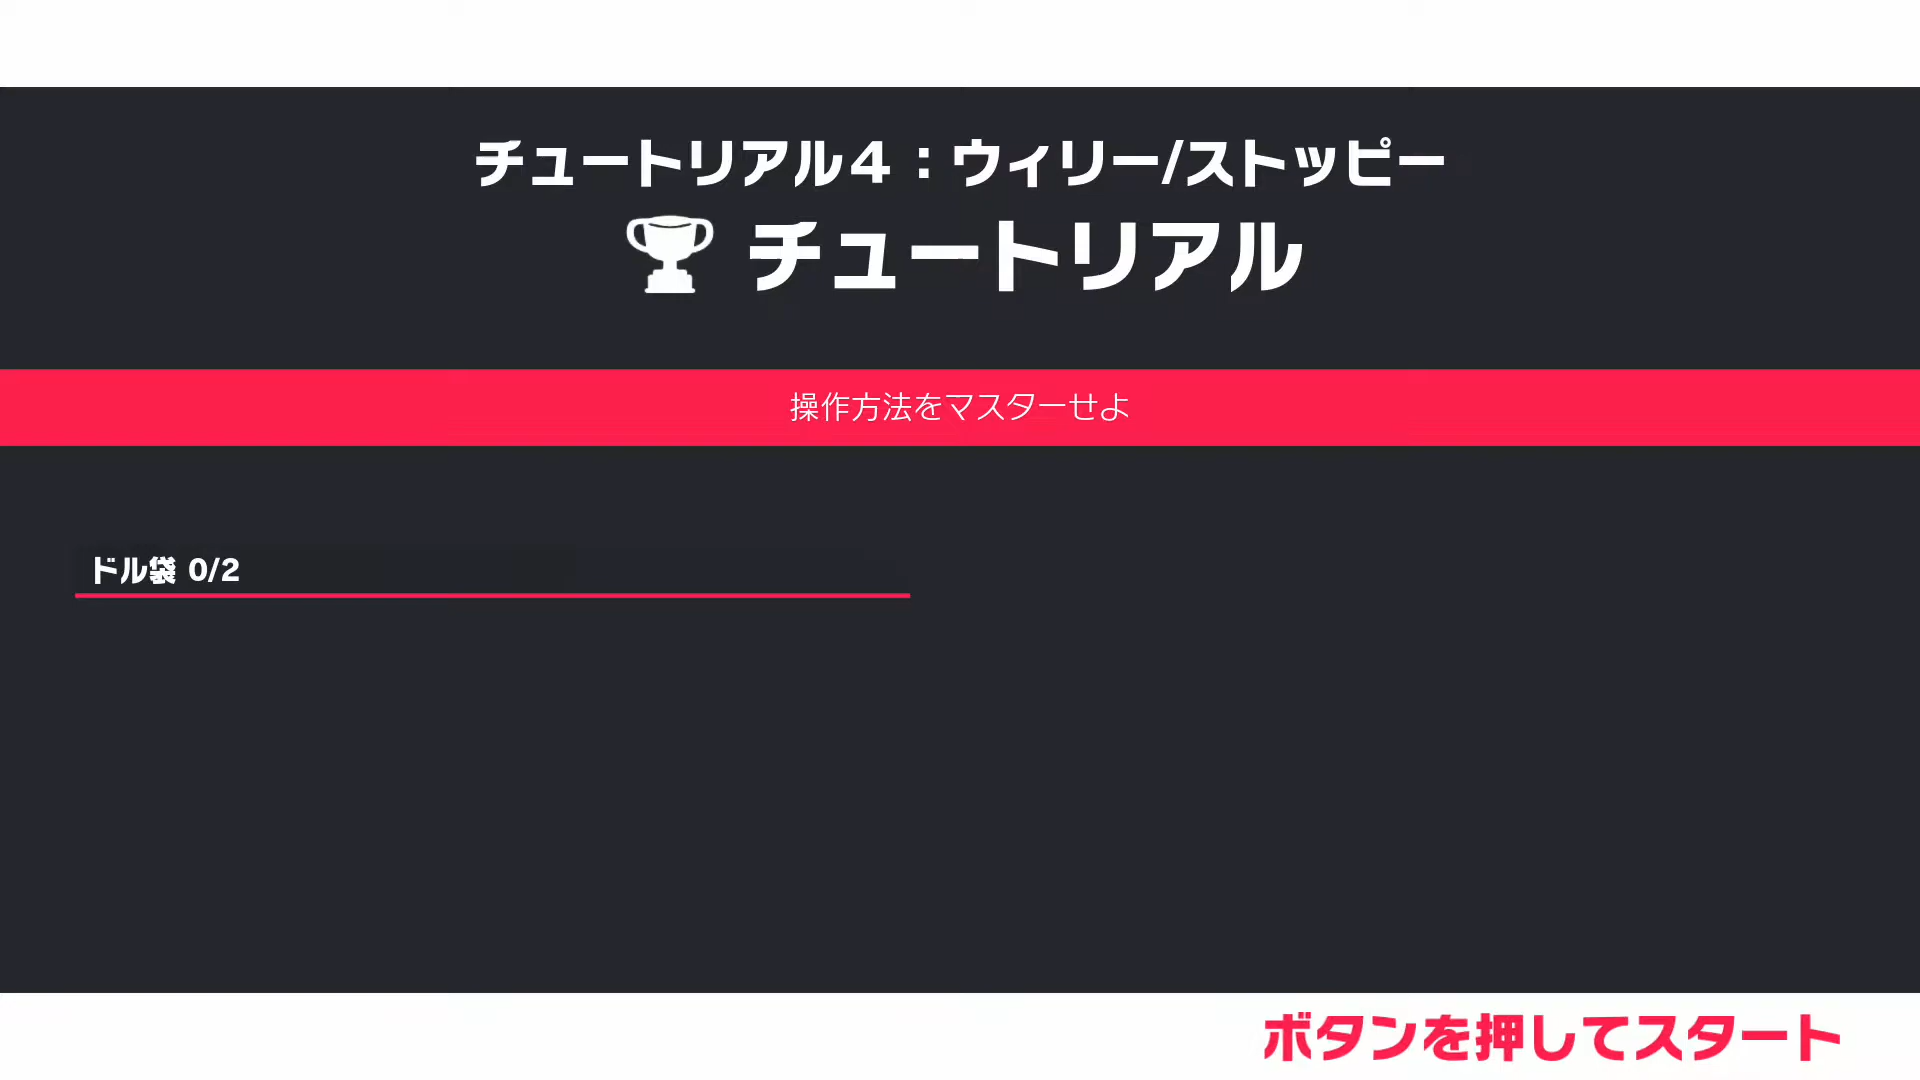 チュートリアル４：ウィリー/ストッピー
チュートリアル
操作方法をマスターせよ
ドル袋 0/2
ボタンを押してスタート